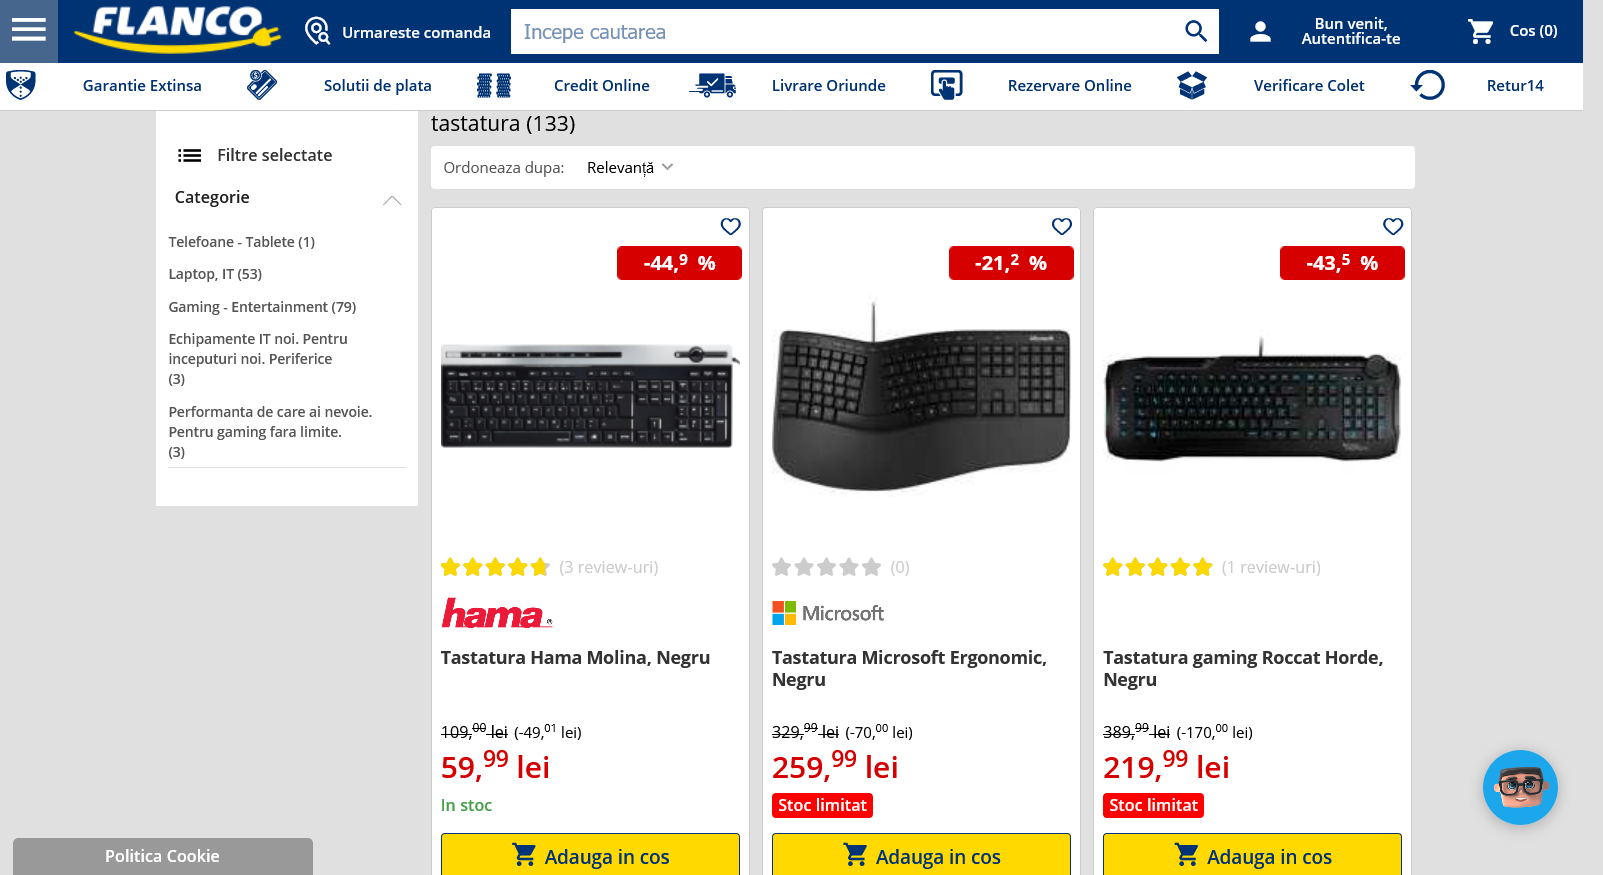 FLANCO
Urmareste comanda
Incepe cautarea
Bun venit,
Autentifica-te
Cos (0)
Garantie Extinsa
Solutii de plata
Credit Online
Livrare Oriunde
Rezervare Online
Verificare Colet
Retur14
tastatura (133)
Filtre selectate
Ordoneaza dupa: Relevanță
Categorie
Telefoane - Tablete (1)
Laptop, IT (53)
Gaming - Entertainment (79)
Echipamente IT noi. Pentru
inceputuri noi. Periferice
(3)
Performanta de care ai nevoie.
Pentru gaming fara limite.
(3)
-44,9 %
(3 review-uri)
hama
Tastatura Hama Molina, Negru
109,00 lei (-49,01 lei)
59,99 lei
In stoc
Adauga in cos
-21,2 %
(0)
Microsoft
Tastatura Microsoft Ergonomic,
Negru
329,99 lei (-70,00 lei)
259,99 lei
Stoc limitat
Adauga in cos
-43,5 %
(1 review-uri)
Tastatura gaming Roccat Horde,
Negru
389,99 lei (-170,00 lei)
219,99 lei
Stoc limitat
Adauga in cos
Politica Cookie